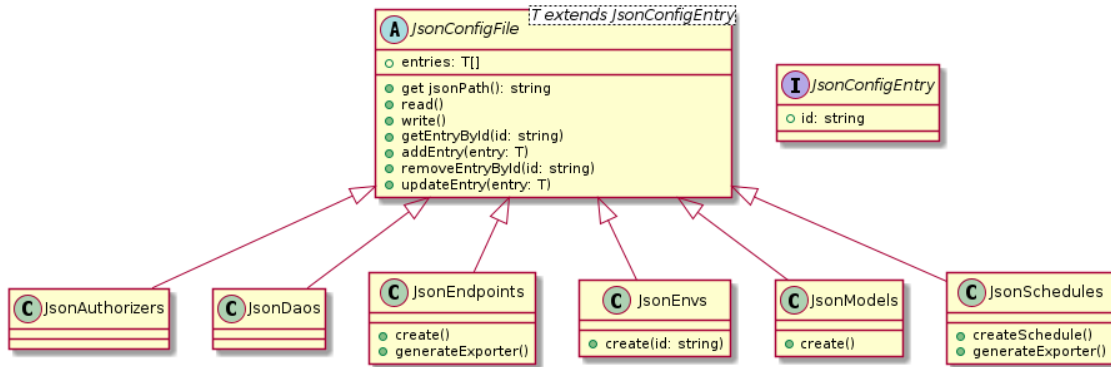 T extends JsonConfigEntry
A JsonConfigFile
entries: T[]
get jsonPath(): string
read()
write()
getEntryById(id: string)
addEntry(entry: T)
removeEntryById(id: string)
updateEntry(entry: T)
I JsonConfigEntry
id: string
C JsonAuthorizers
C JsonDaos
C JsonEndpoints
create()
generateExporter()
C JsonEnvs
create(id: string)
C JsonModels
create()
C JsonSchedules
createSchedule()
generateExporter()